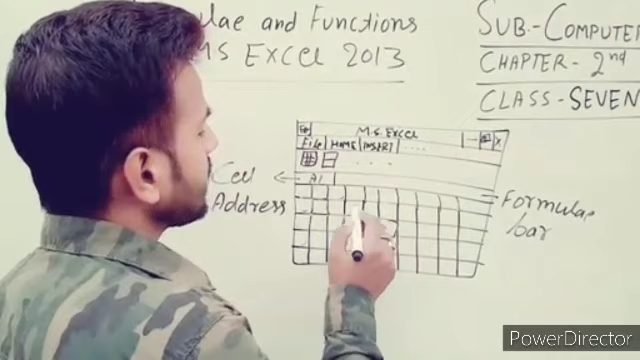 ulae and Functions
MS Excel 2013
SUB.-COMPUTER
CHAPTER- 2nd
CLASS-SEVEN
M.S. Excel
File HOME INSERT ....
Cell
A1
Address
Formulae
bar
PowerDirector